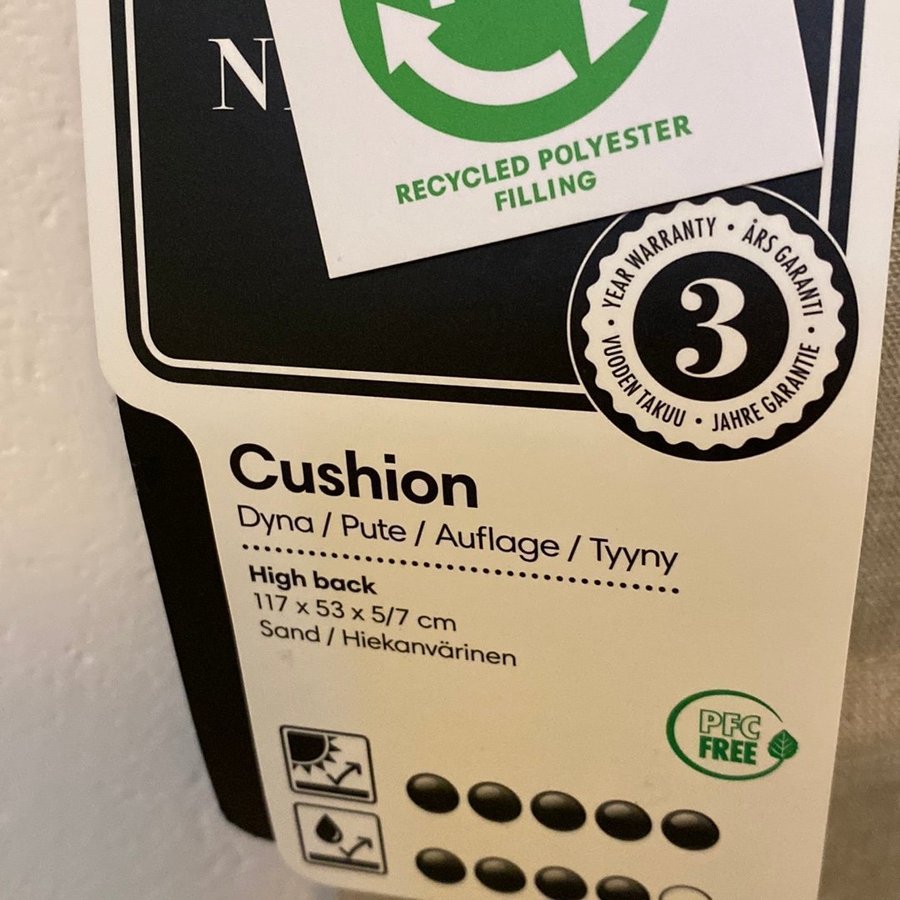 RECYCLED POLYESTER
FILLING
YEAR WARRANTY • ÅRS GARANTI • JAHRE GARANTIE • VUODEN TAKUU •
3
Cushion
Dyna / Pute / Auflage / Tyyny
High back
117 x 53 x 5/7 cm
Sand / Hiekanvärinen
PFC
FREE